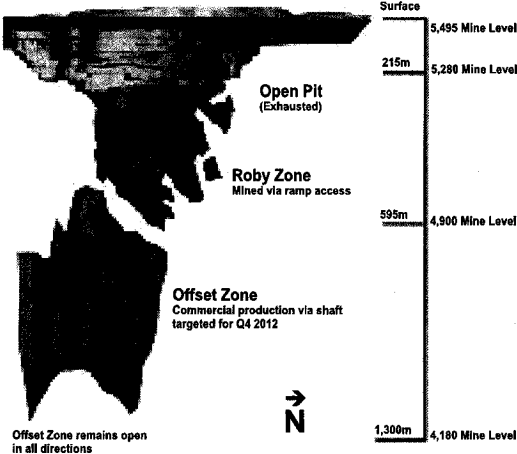 Surface
5,495 Mine Level
215m
5,280 Mine Level
Open Pit
(Exhausted)
Roby Zone
Mined via ramp access
595m
4,900 Mine Level
Offset Zone
Commercial production via shaft
targeted for Q4 2012
N
1,300m
4,180 Mine Level
Offset Zone remains open
in all directions